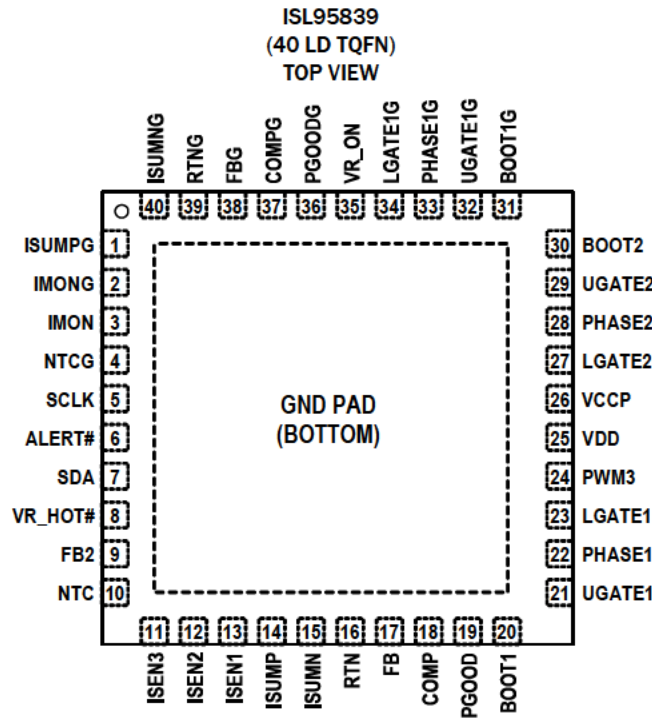 ISL95839
(40 LD TQFN)
TOP VIEW
ISUMNG
RTNG
FBG
COMPG
PGOODG
VR_ON
LGATE1G
PHASE1G
UGATE1G
BOOT1G
40 39 38 37 36 35 34 33 32 31
ISUMPG 1
IMONG 2
IMON 3
NTCG 4
SCLK 5
ALERT# 6
SDA 7
VR_HOT# 8
FB2 9
NTC 10
GND PAD
(BOTTOM)
30 BOOT2
29 UGATE2
28 PHASE2
27 LGATE2
26 VCCP
25 VDD
24 PWM3
23 LGATE1
22 PHASE1
21 UGATE1
11 12 13 14 15 16 17 18 19 20
ISEN3
ISEN2
ISEN1
ISUMP
ISUMN
RTN
FB
COMP
PGOOD
BOOT1